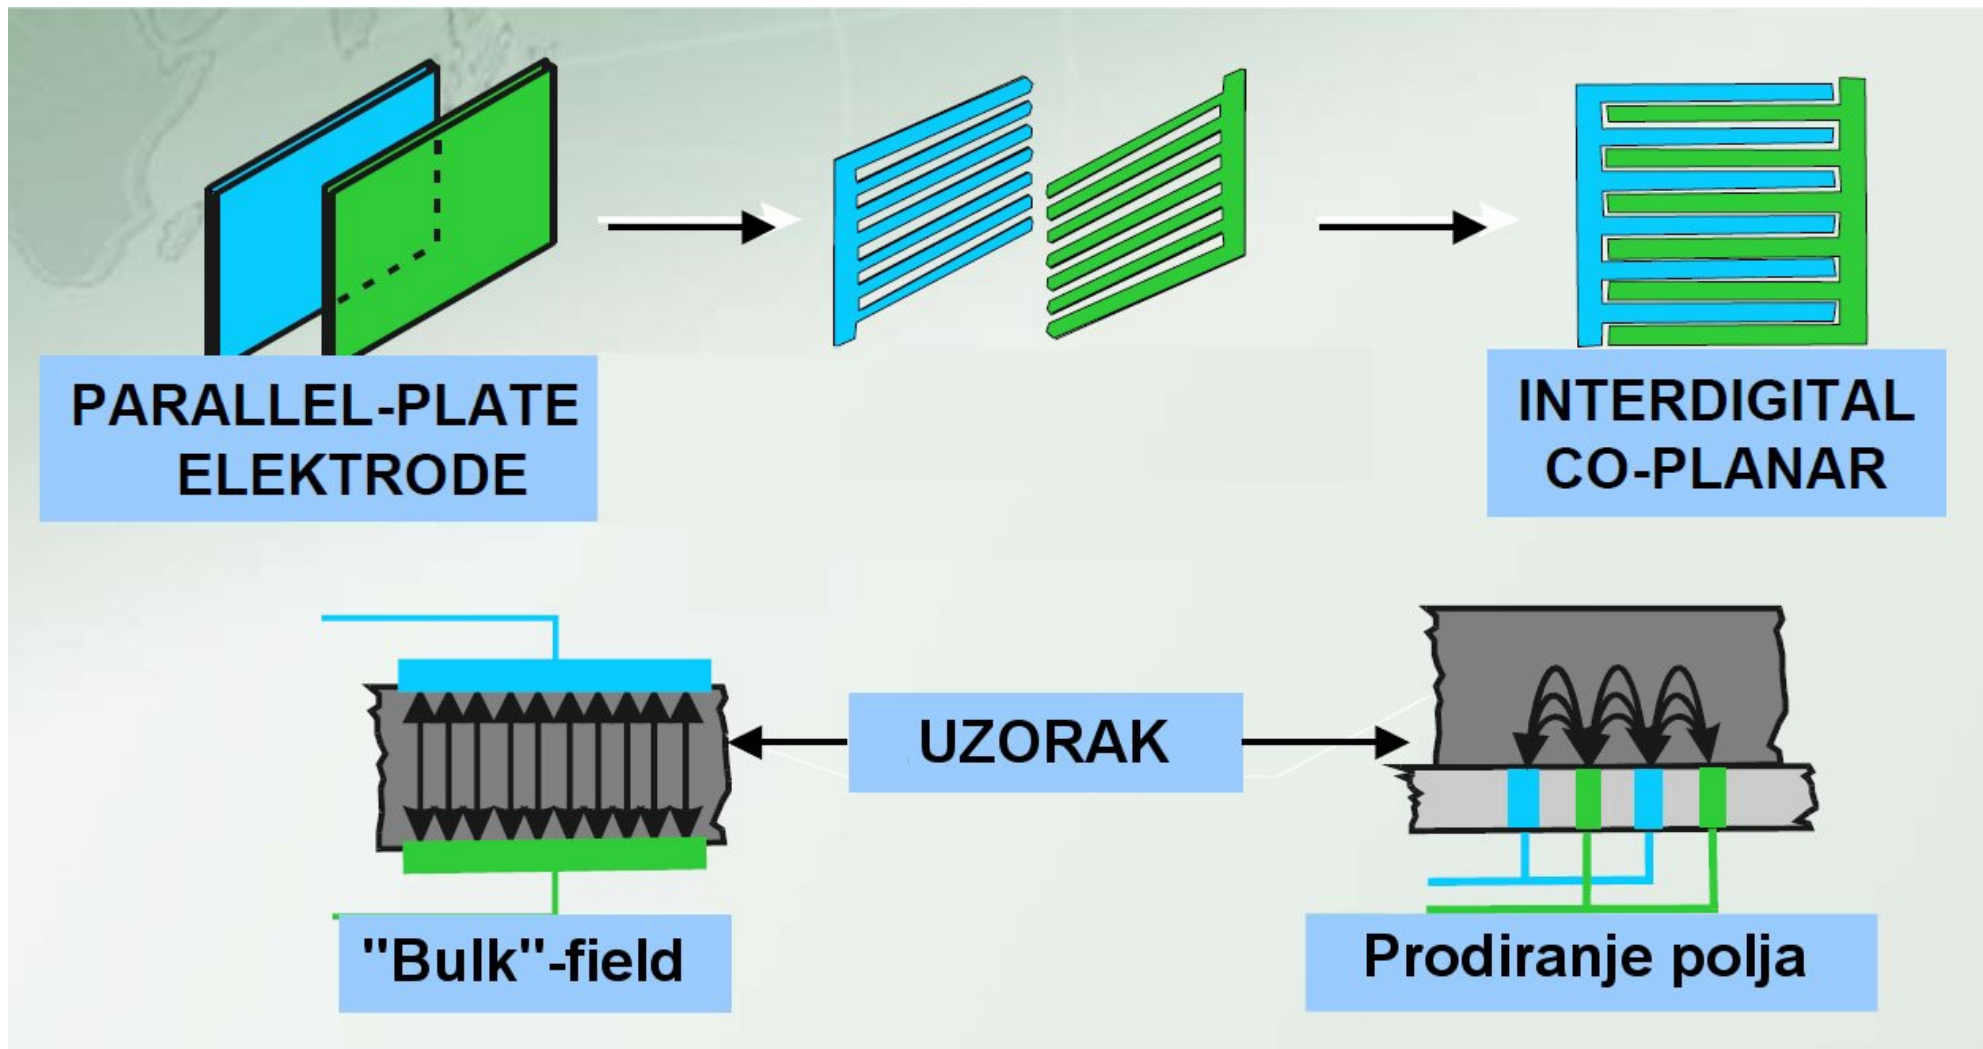 PARALLEL-PLATE
ELEKTRODE
INTERDIGITAL
CO-PLANAR
UZORAK
"Bulk"-field
Prodiranje polja